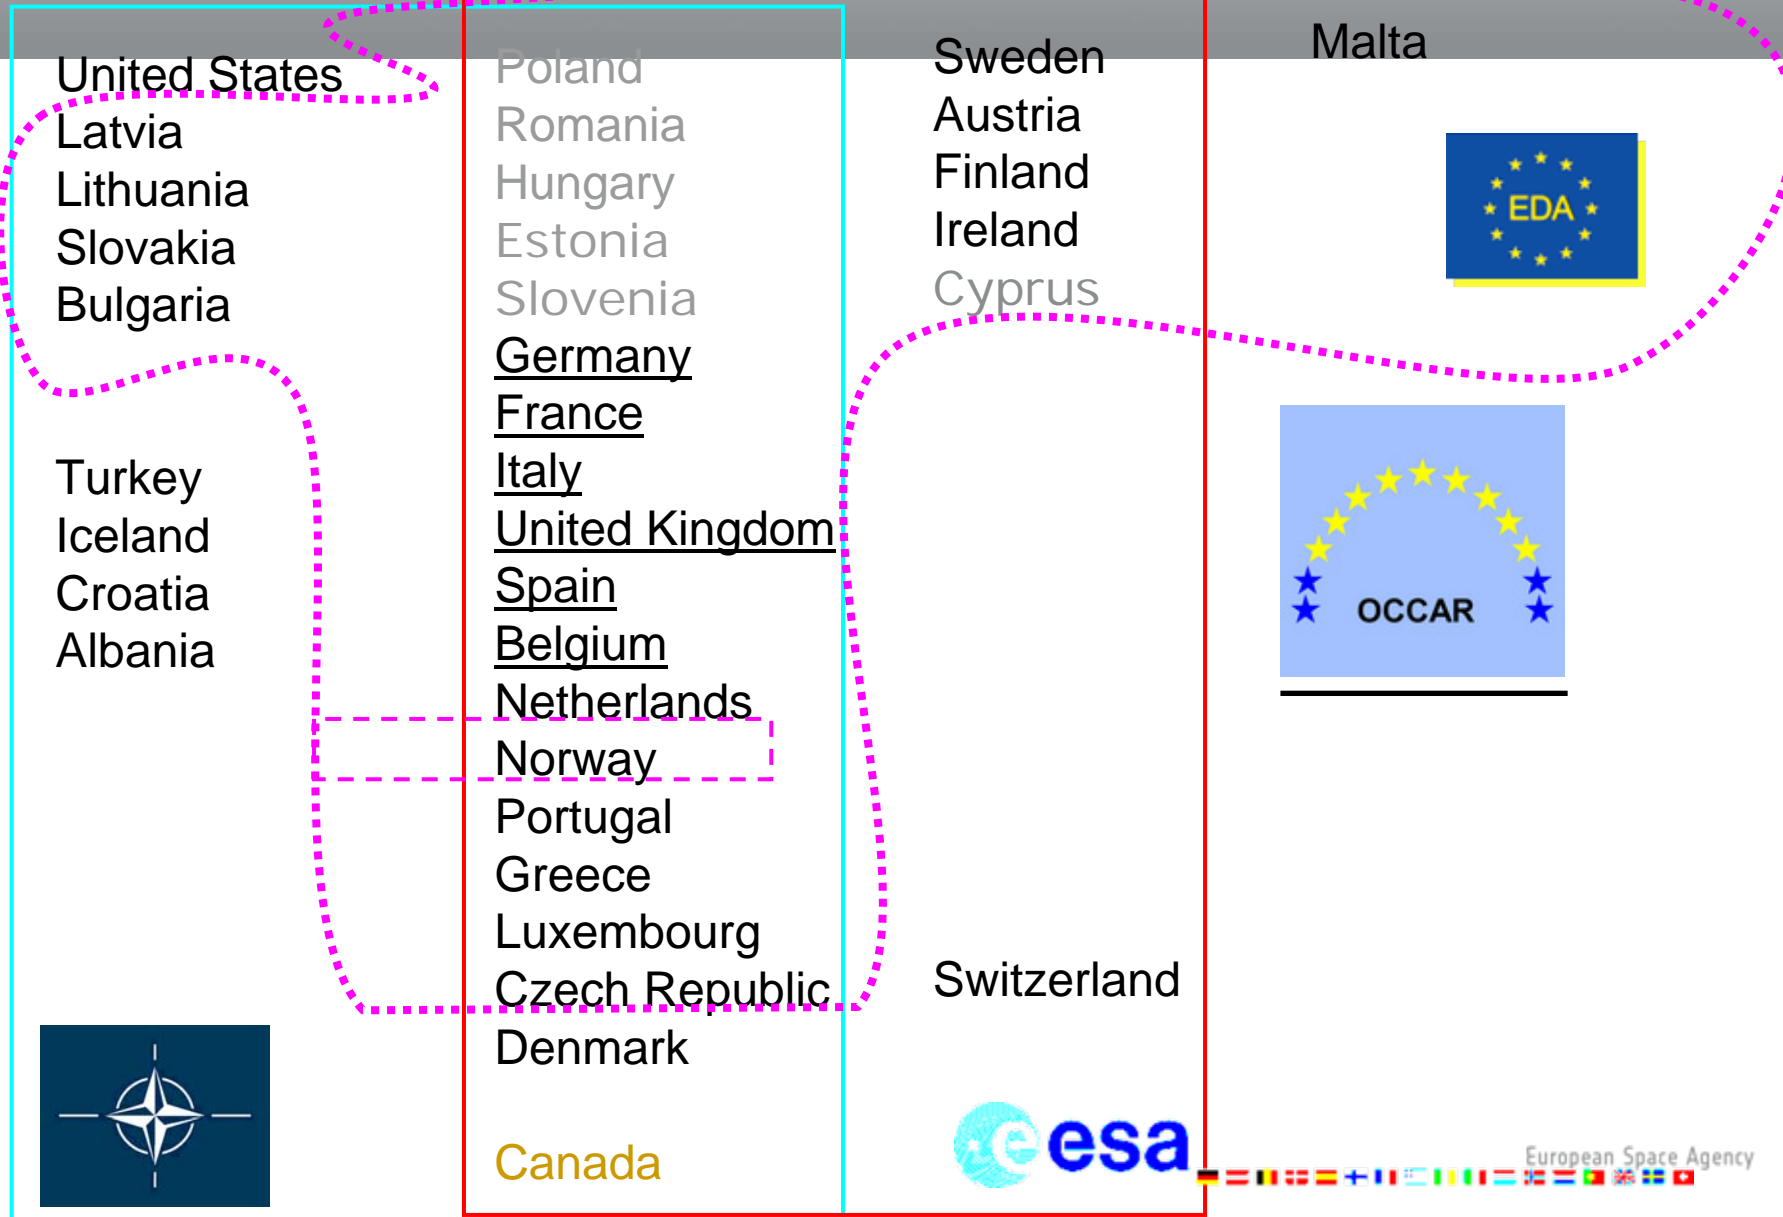 United States
Latvia
Lithuania
Slovakia
Bulgaria
Turkey
Iceland
Croatia
Albania
Poland
Romania
Hungary
Estonia
Slovenia
Germany
France
Italy
United Kingdom
Spain
Belgium
Netherlands
Norway
Portugal
Greece
Luxembourg
Czech Republic
Denmark
Canada
Sweden
Austria
Finland
Ireland
Cyprus
Switzerland
esa
Malta
EDA
OCCAR
European Space Agency